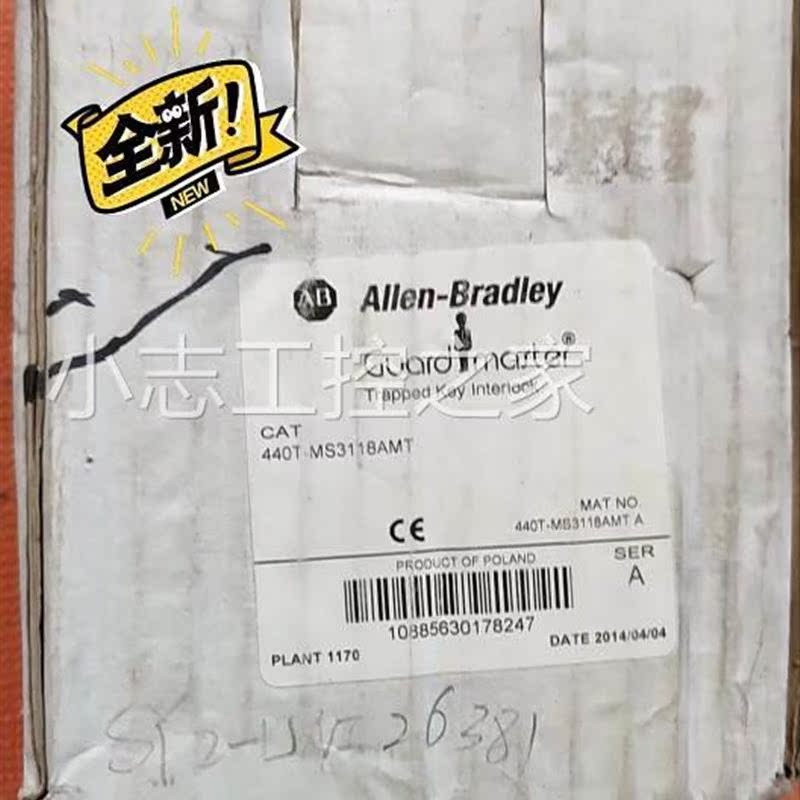 全新!
NEW
AB Allen-Bradley
Guardmaster®
Trapped Key Interlock
小志工控之家
CAT
440T-MS3118AMT
MAT NO.
440T-MS3118AMT A
CE
PRODUCT OF POLAND
SER
A
10885630178247
PLANT 1170
DATE 2014/04/04
26381